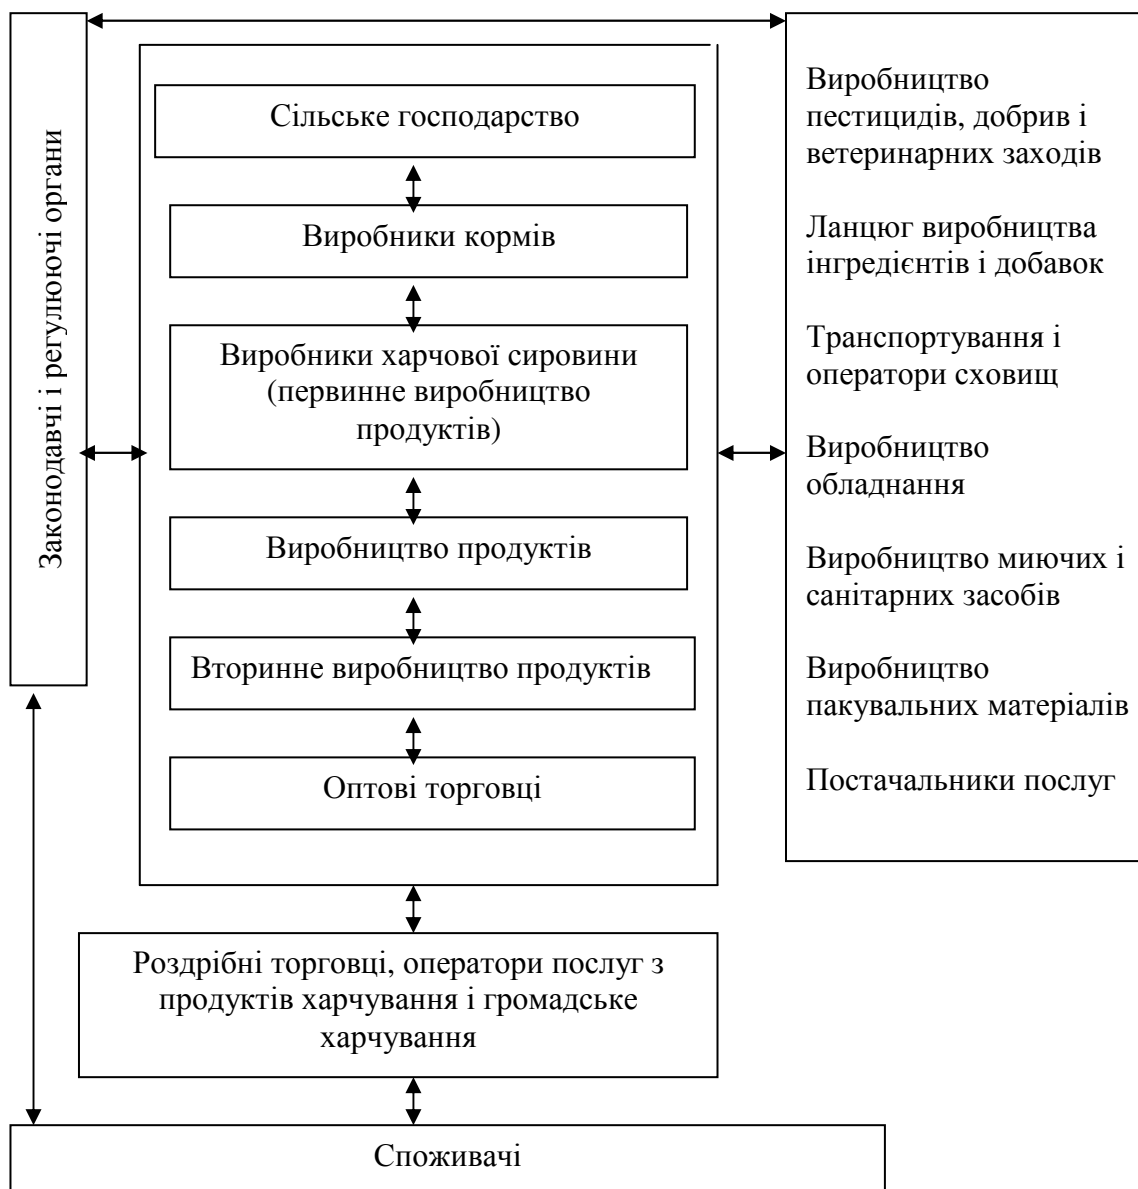 Законодавчі і регулюючі органи
Сільське господарство
Виробники кормів
Виробники харчової сировини
(первинне виробництво
продуктів)
Виробництво продуктів
Вторинне виробництво продуктів
Оптові торговці
Виробництво
пестицидів, добрив і
ветеринарних заходів
Ланцюг виробництва
інгредієнтів і добавок
Транспортування і
оператори сховищ
Виробництво
обладнання
Виробництво миючих і
санітарних засобів
Виробництво
пакувальних матеріалів
Постачальники послуг
Роздрібні торговці, оператори послуг з
продуктів харчування і громадське
харчування
Споживачі